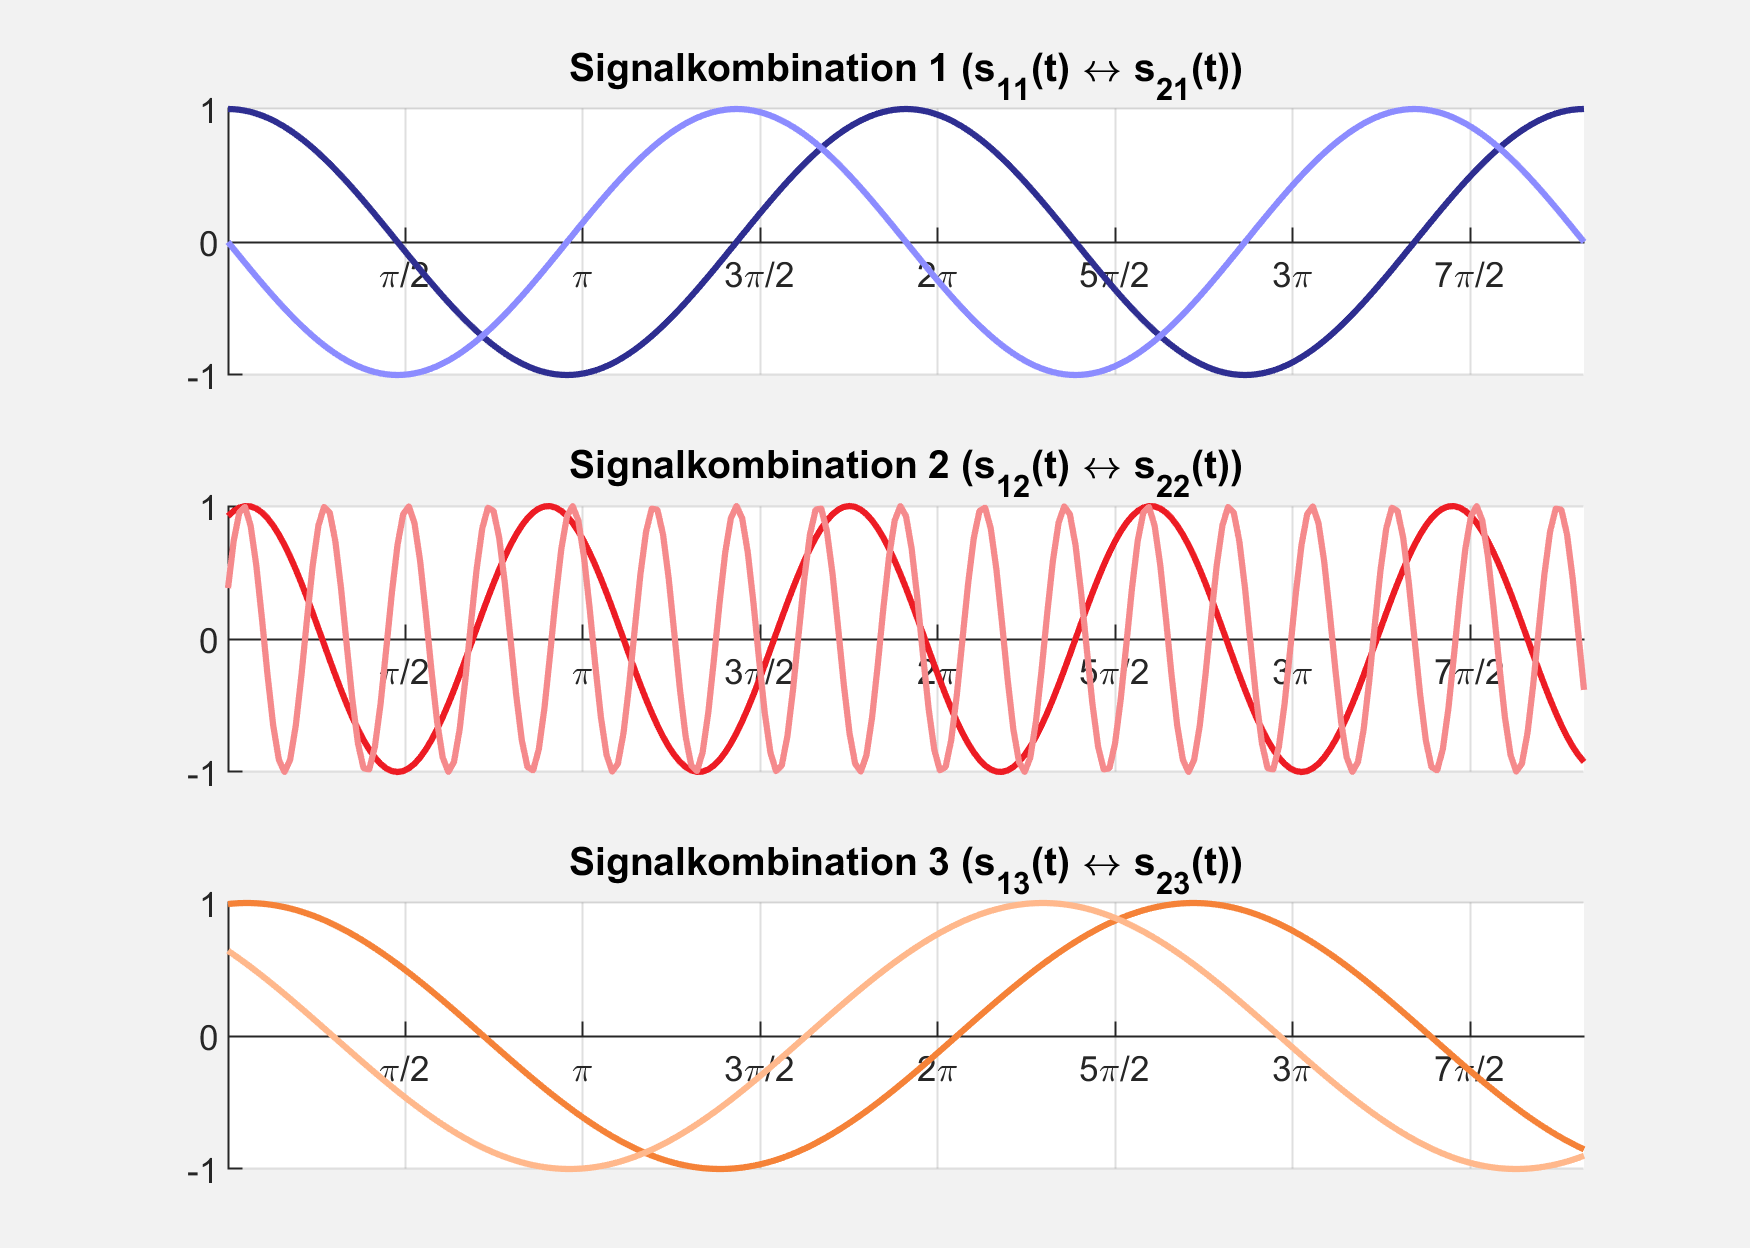 Signalkombination 1 (s₁₁(t) ↔ s₂₁(t))
1
0
-1
π/2 π 3π/2 2π 5π/2 3π 7π/2
Signalkombination 2 (s₁₂(t) ↔ s₂₂(t))
1
0
-1
π/2 π 3π/2 2π 5π/2 3π 7π/2
Signalkombination 3 (s₁₃(t) ↔ s₂₃(t))
1
0
-1
π/2 π 3π/2 2π 5π/2 3π 7π/2